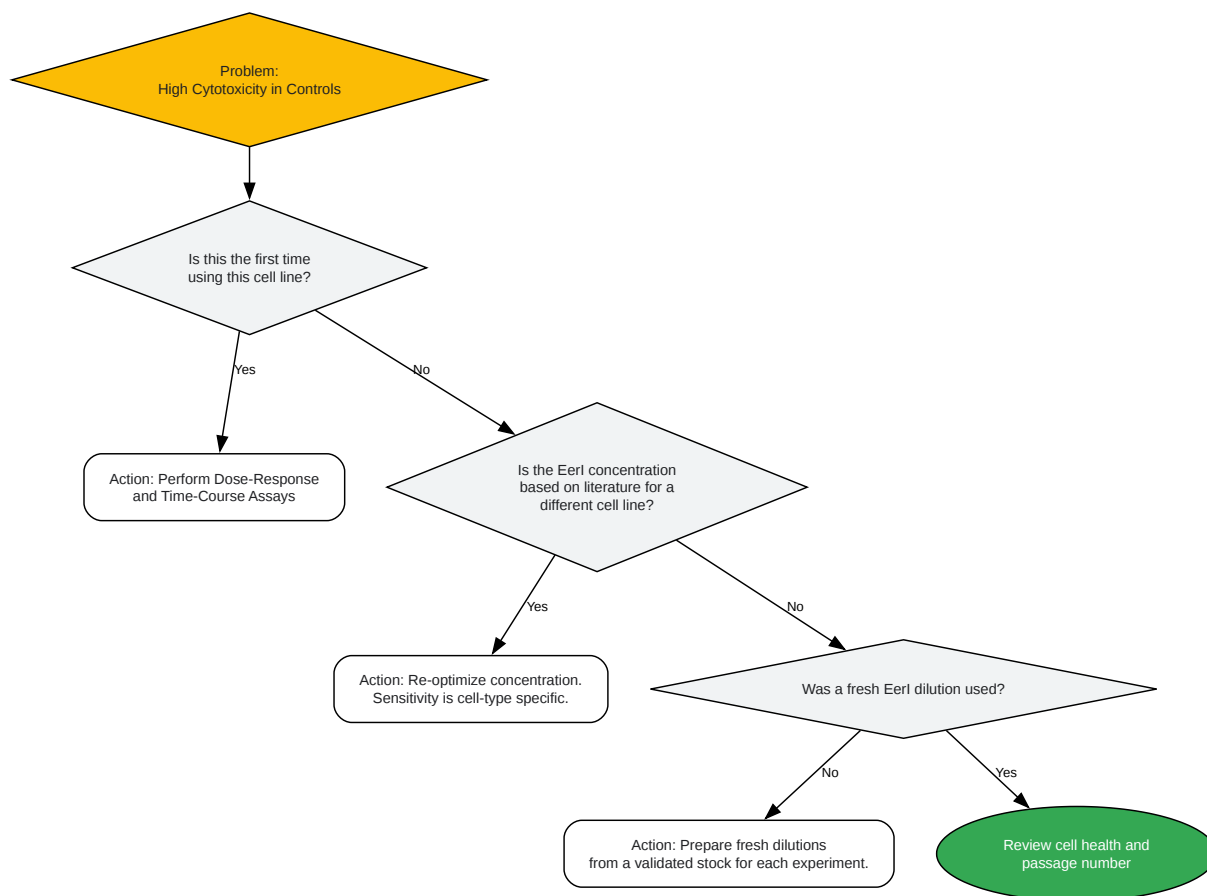 Problem:
High Cytotoxicity in Controls
Is this the first time
using this cell line?
Yes
No
Action: Perform Dose-Response
and Time-Course Assays
Is the EerI concentration
based on literature for a
different cell line?
Yes
No
Action: Re-optimize concentration.
Sensitivity is cell-type specific.
Was a fresh EerI dilution used?
No
Yes
Action: Prepare fresh dilutions
from a validated stock for each experiment.
Review cell health and
passage number